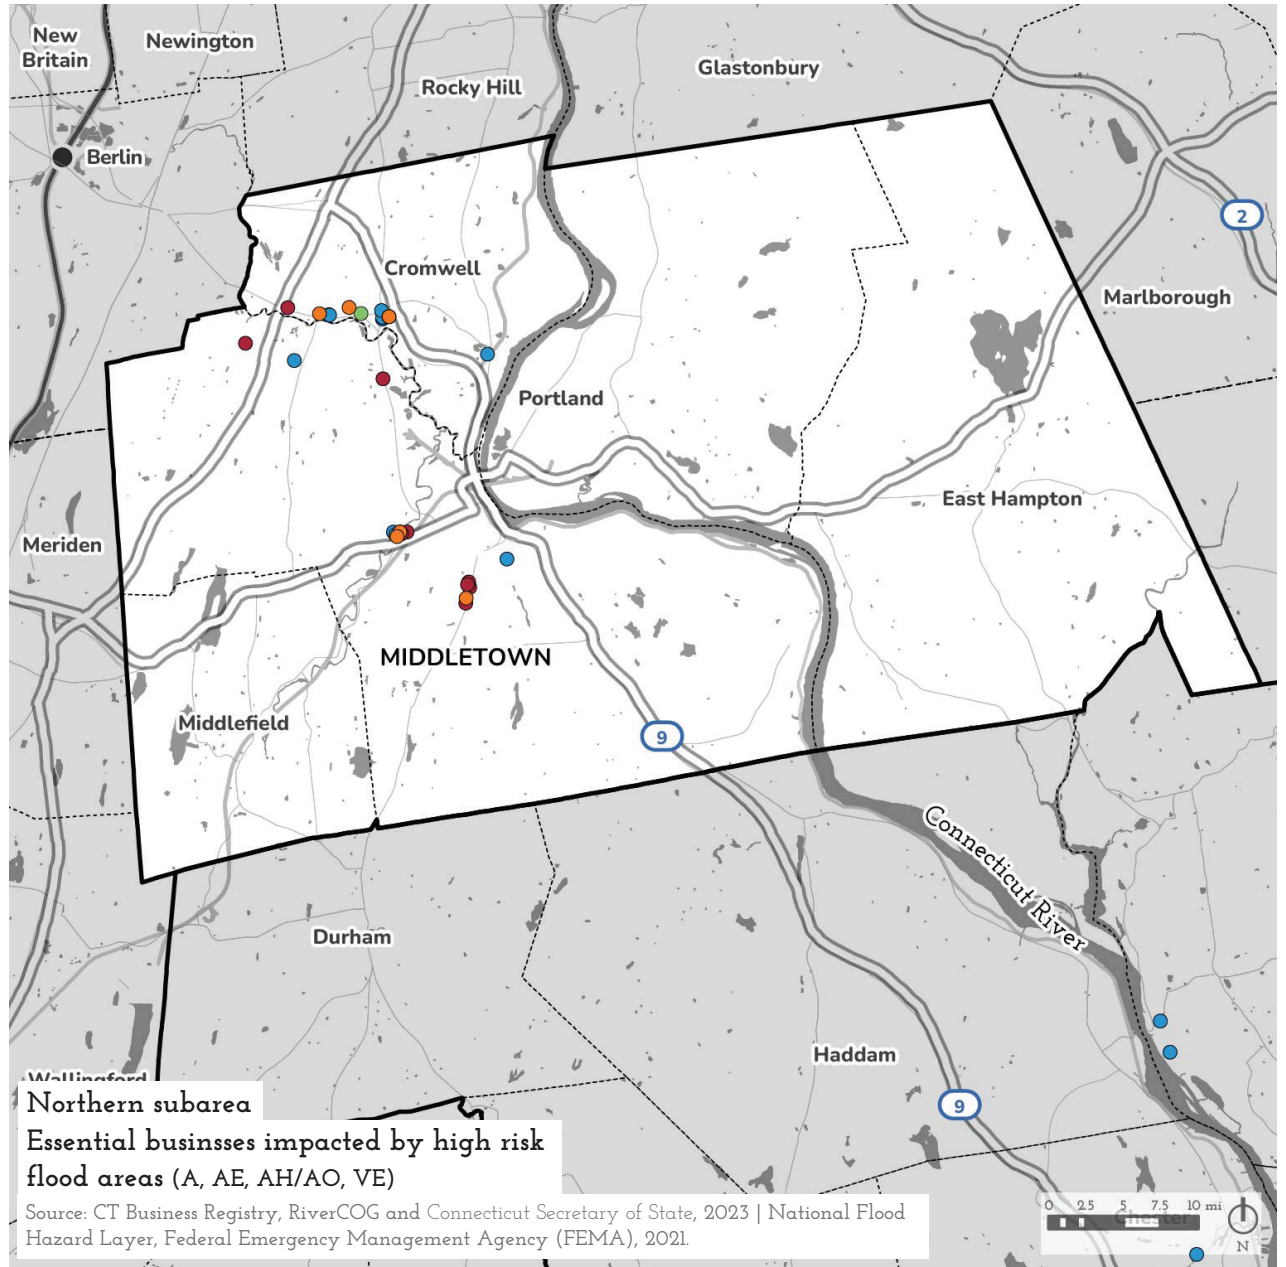 New
Britain
Newington
Rocky Hill
Glastonbury
Berlin
2
Cromwell
Marlborough
Portland
East Hampton
Meriden
MIDDLETOWN
Middlefield
9
Connecticut River
Durham
Haddam
Wallingford
9
Northern subarea
Essential businsses impacted by high risk
flood areas (A, AE, AH/AO, VE)
Source: CT Business Registry, RiverCOG and Connecticut Secretary of State, 2023 | National Flood
Hazard Layer, Federal Emergency Management Agency (FEMA), 2021.
0 2.5 5 7.5 10 mi
Chester
N